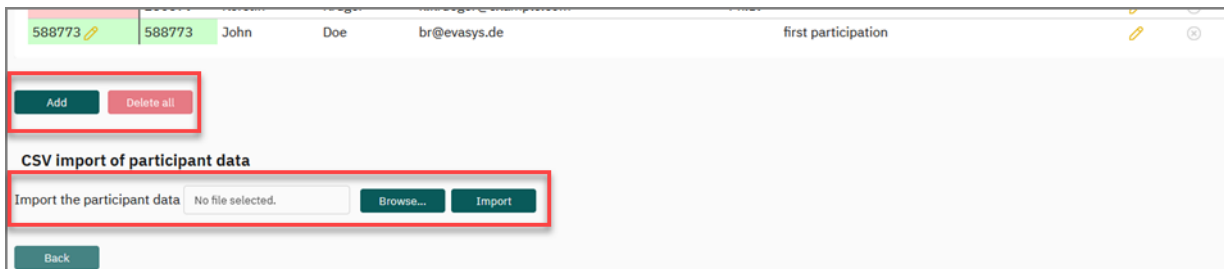 588773 588773 John Doe br@evasys.de first participation
Add Delete all
CSV import of participant data
Import the participant data No file selected. Browse... Import
Back